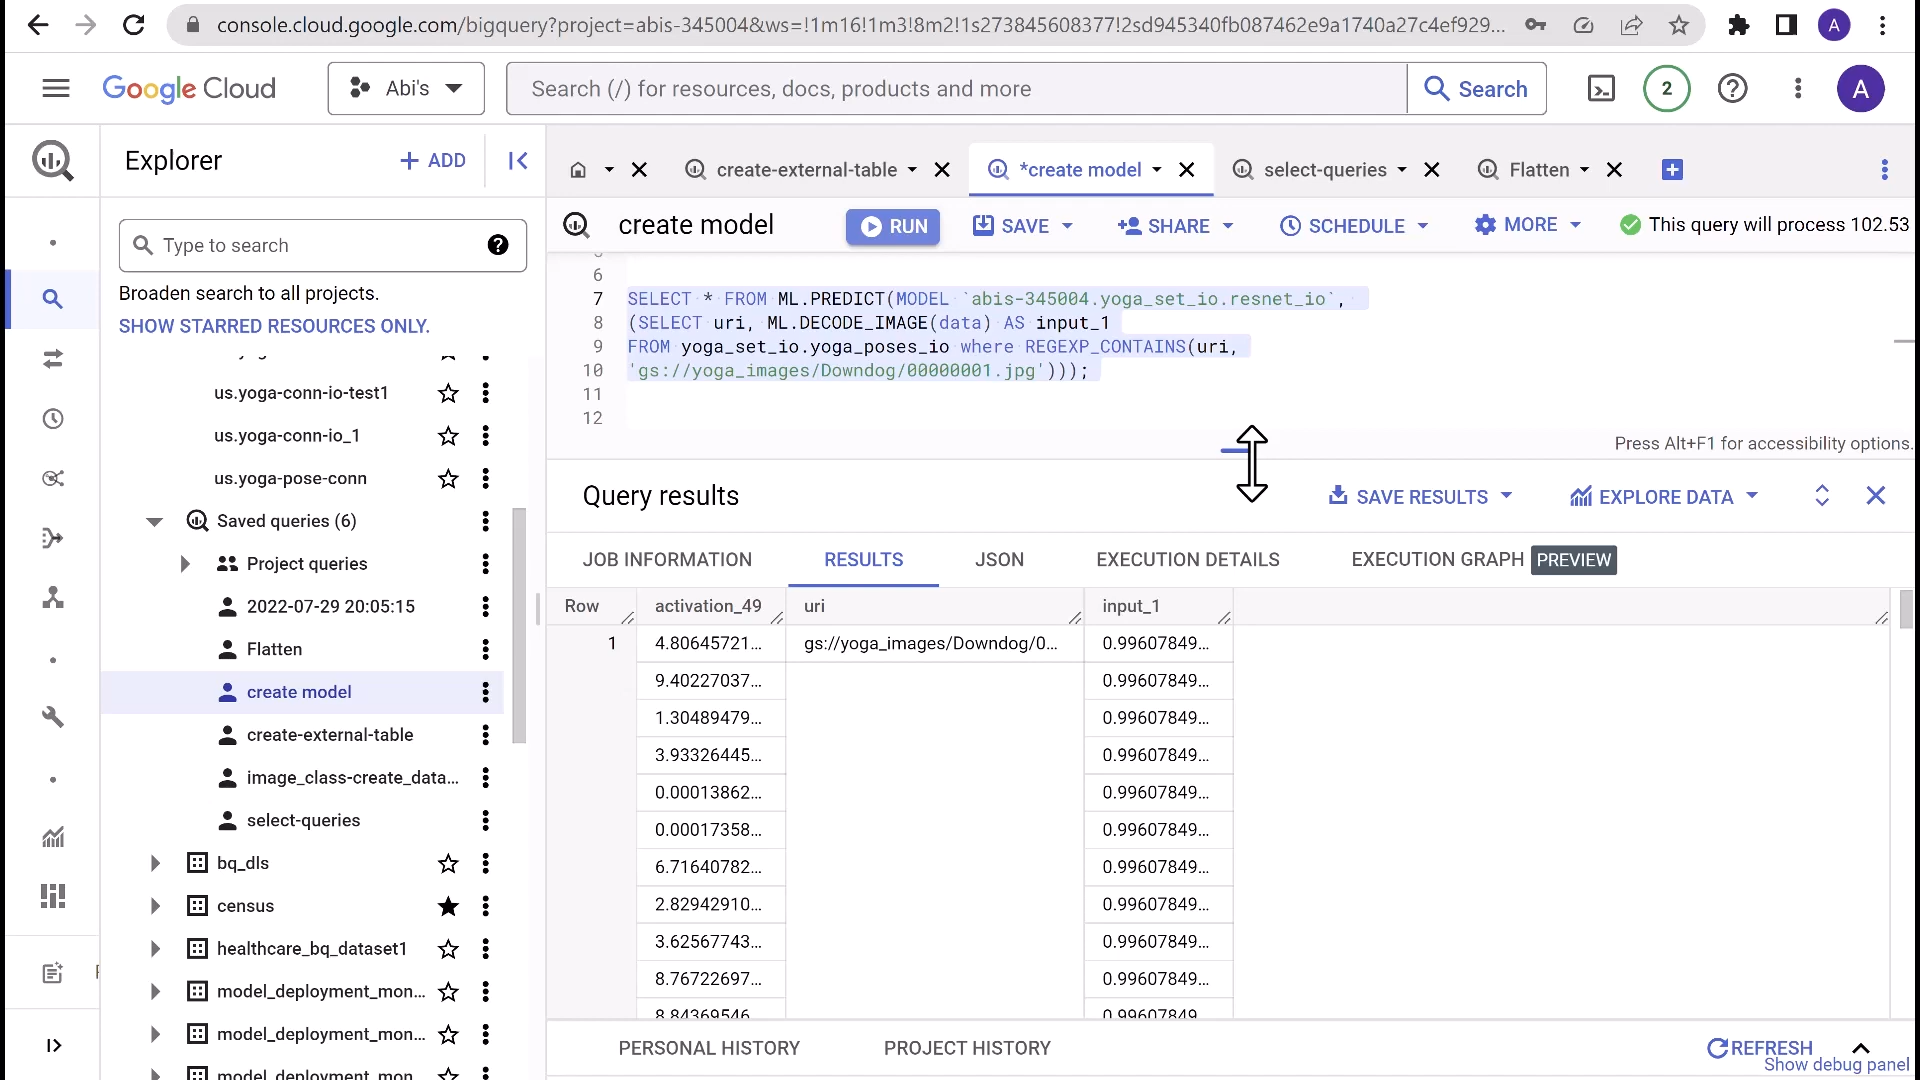 console.cloud.google.com/bigquery?project=abis-345004&ws=!1m16!1m3!8m2!1s273845608377!2sd945340fb087462e9a1740a27c4ef929...
A
Google Cloud
Abi's
Search (/) for resources, docs, products and more
Search
2
A
Explorer
+ ADD
create-external-table
*create model
select-queries
Flatten
create model
RUN
SAVE
SHARE
SCHEDULE
MORE
This query will process 102.53
Type to search
Broaden search to all projects.
SHOW STARRED RESOURCES ONLY.
us.yoga-conn-io-test1
us.yoga-conn-io_1
us.yoga-pose-conn
Saved queries (6)
Project queries
2022-07-29 20:05:15
Flatten
create model
create-external-table
image_class-create_data...
select-queries
bq_dls
census
healthcare_bq_dataset1
model_deployment_mon...
model_deployment_mon...
model_deployment_mon
6
7 SELECT * FROM ML.PREDICT(MODEL `abis-345004.yoga_set_io.resnet_io`,
8 (SELECT uri, ML.DECODE_IMAGE(data) AS input_1
9 FROM yoga_set_io.yoga_poses_io where REGEXP_CONTAINS(uri,
10 'gs://yoga_images/Downdog/00000001.jpg')));
11
12
Press Alt+F1 for accessibility options.
Query results
SAVE RESULTS
EXPLORE DATA
JOB INFORMATION
RESULTS
JSON
EXECUTION DETAILS
EXECUTION GRAPH PREVIEW
Row activation_49 uri input_1
1 4.80645721... gs://yoga_images/Downdog/0... 0.99607849...
9.40227037... 0.99607849...
1.30489479... 0.99607849...
3.93326445... 0.99607849...
0.00013862... 0.99607849...
0.00017358... 0.99607849...
6.71640782... 0.99607849...
2.82942910... 0.99607849...
3.62567743... 0.99607849...
8.76722697... 0.99607849...
8.84369546 0.99607849
PERSONAL HISTORY
PROJECT HISTORY
REFRESH
Show debug panel